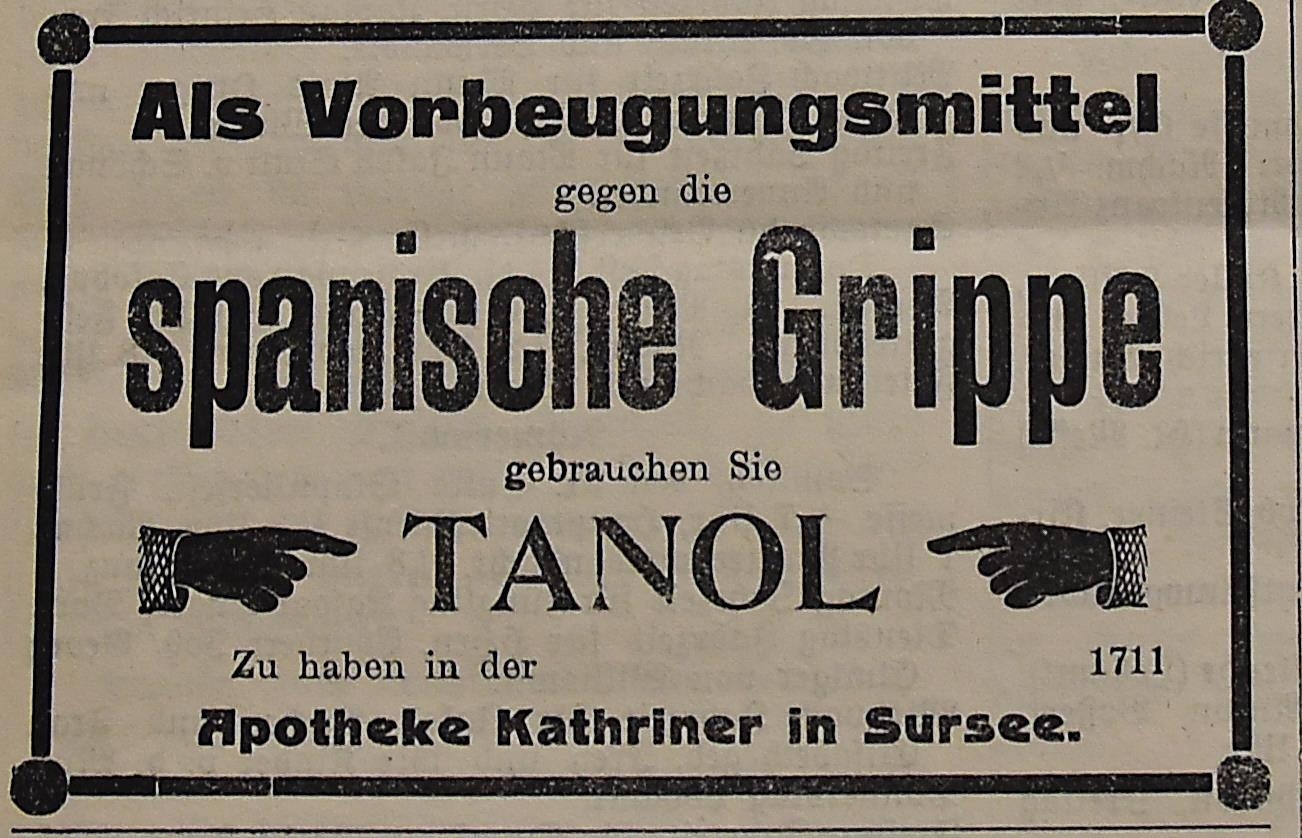 Als Vorbeugungsmittel
gegen die
spanische Grippe
gebrauchen Sie
TANOL
Zu haben in der 1711
Apotheke Kathriner in Sursee.